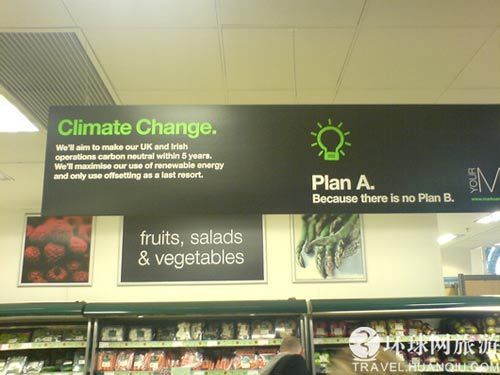 Climate Change.
We'll aim to make our UK and Irish
operations carbon neutral within 5 years.
We'll maximise our use of renewable energy
and only use offsetting as a last resort.
Plan A.
Because there is no Plan B.
YOUR M
fruits, salads
& vegetables
环球网旅游
TRAVEL.HUANQIU.COM